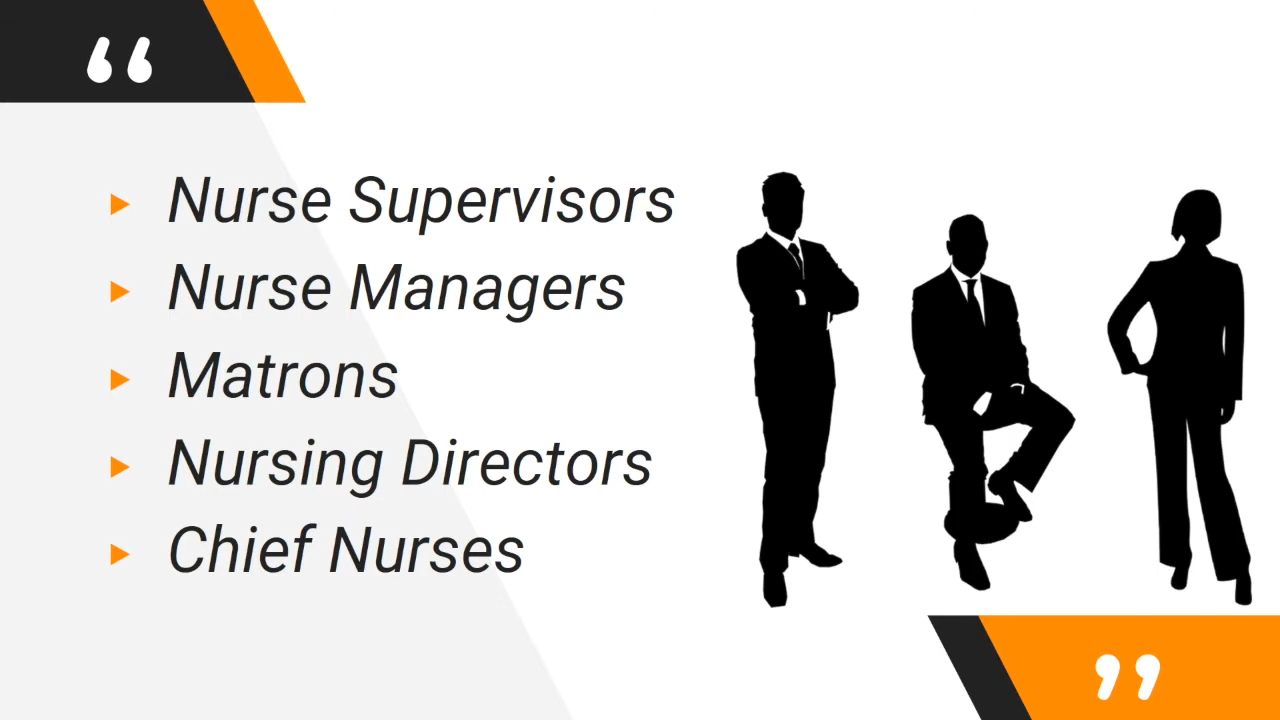 “
Nurse Supervisors
Nurse Managers
Matrons
Nursing Directors
Chief Nurses
”